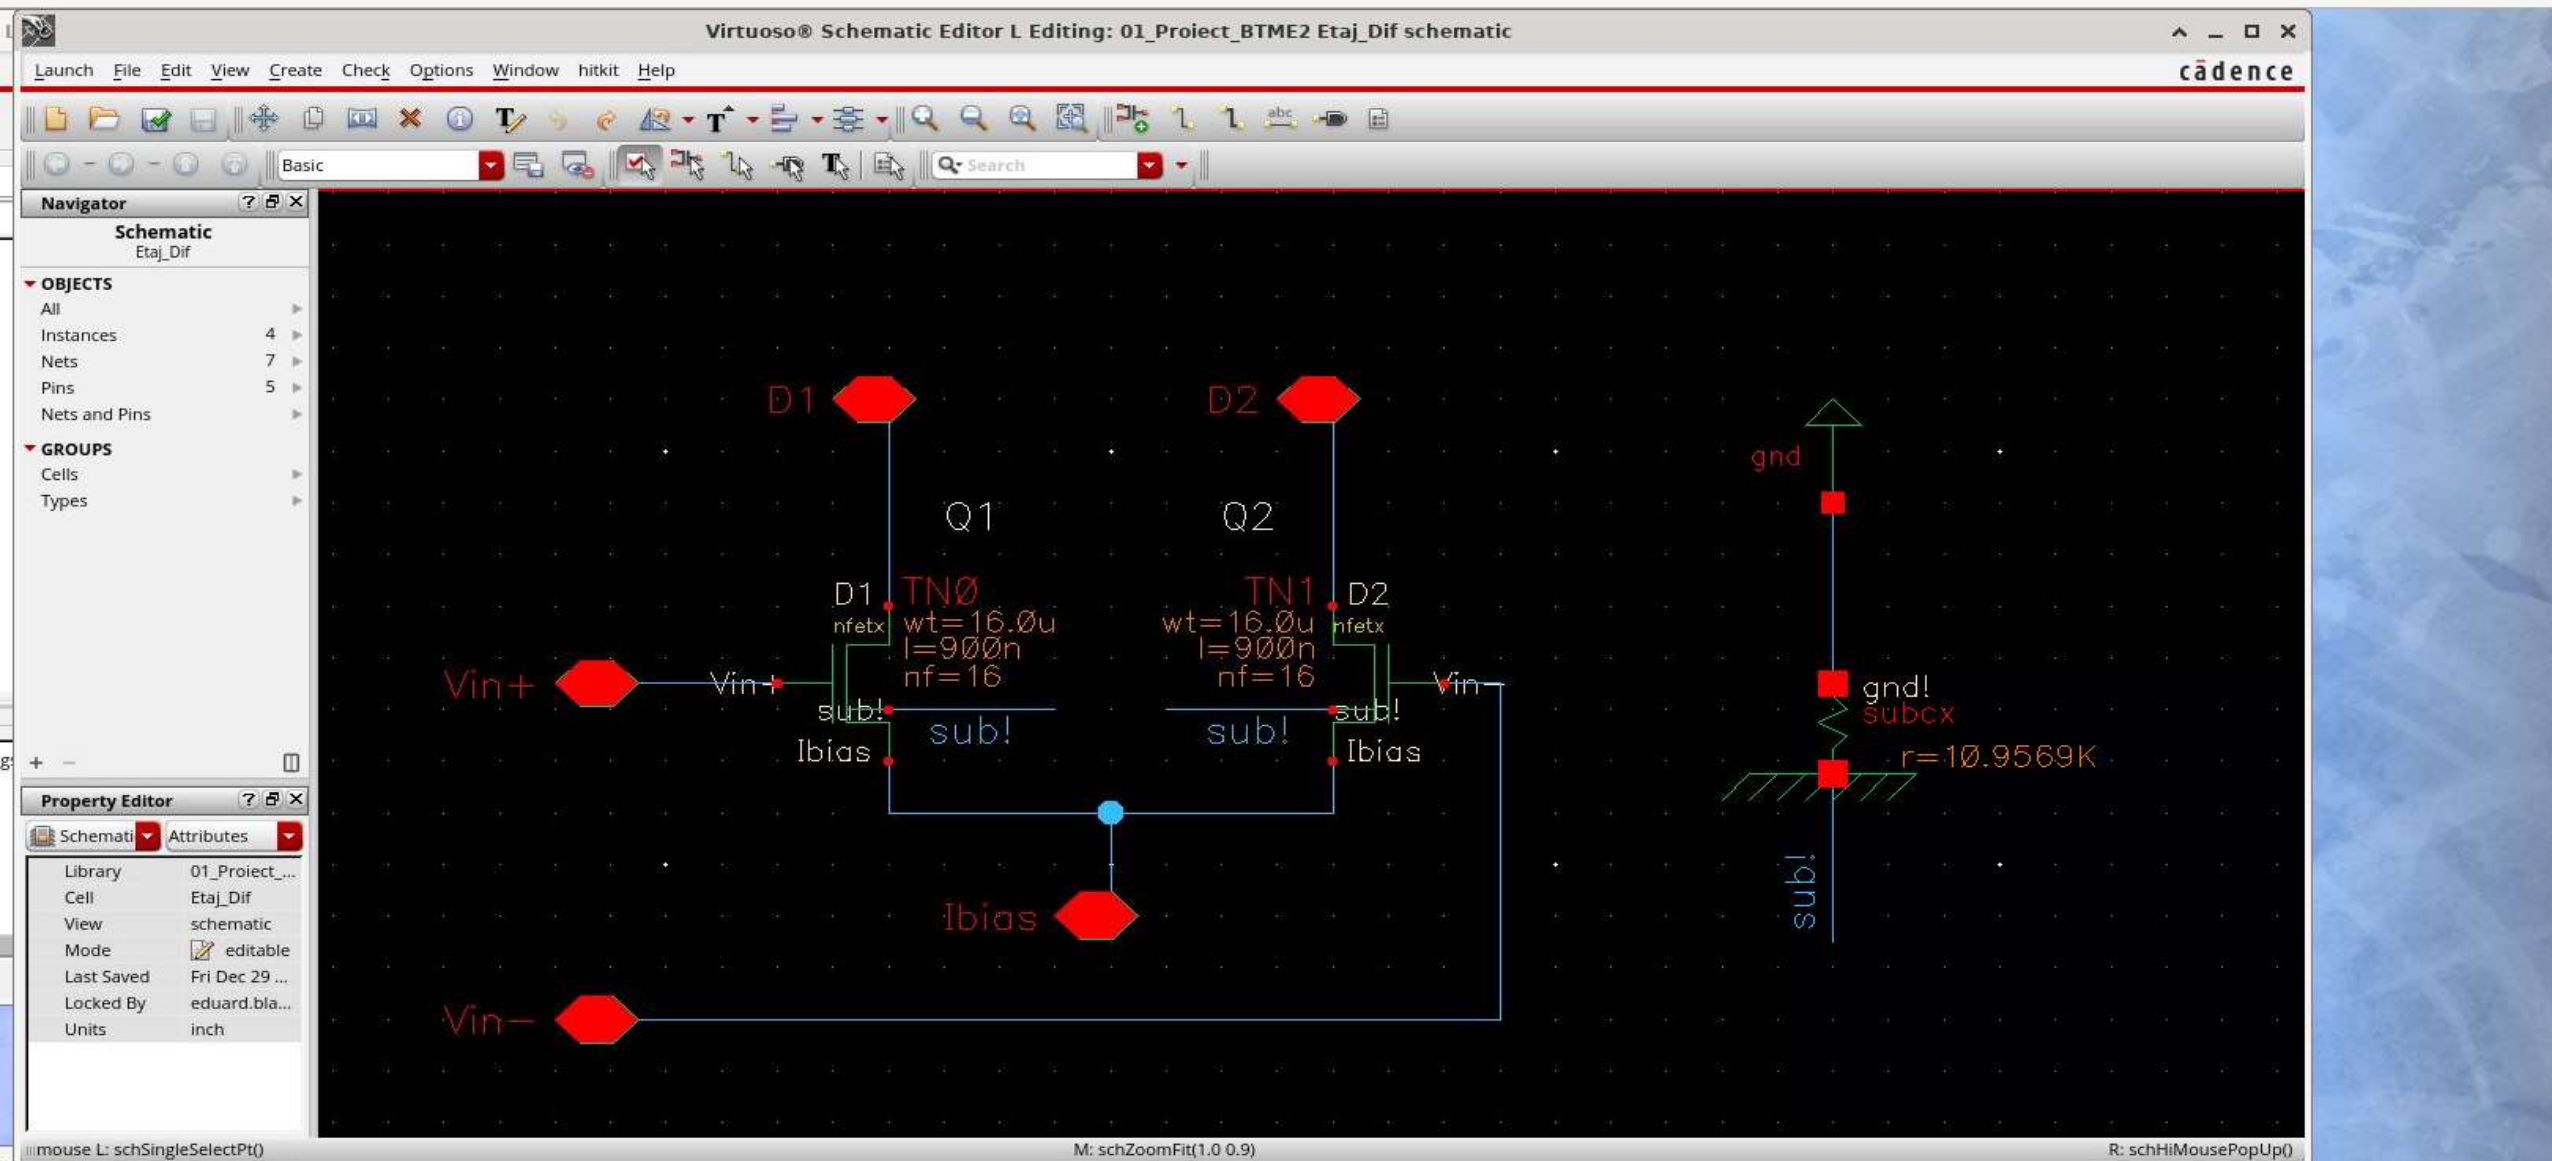 Virtuoso® Schematic Editor L Editing: 01_Proiect_BTME2 Etaj_Dif schematic
Launch File Edit View Create Check Options Window hitkit Help
cādence
abc
Basic
Search
Navigator
Schematic
Etaj_Dif
OBJECTS
All
Instances 4
Nets 7
Pins 5
Nets and Pins
GROUPS
Cells
Types
Property Editor
Schemati Attributes
Library 01_Proiect_...
Cell Etaj_Dif
View schematic
Mode editable
Last Saved Fri Dec 29 ...
Locked By eduard.bla...
Units inch
D1
D2
gnd
Q1
Q2
D1 TN0
nfetx wt=16.0u
l=900n
nf=16
TN1 D2
wt=16.0u nfetx
l=900n
nf=16
Vin+
Vin+
Vin-
sub!
sub!
sub!
sub!
Ibias
Ibias
gnd!
subcx
r=10.9569K
sub!
Ibias
Vin-
mouse L: schSingleSelectPt()
M: schZoomFit(1.0 0.9)
R: schHiMousePopUp()